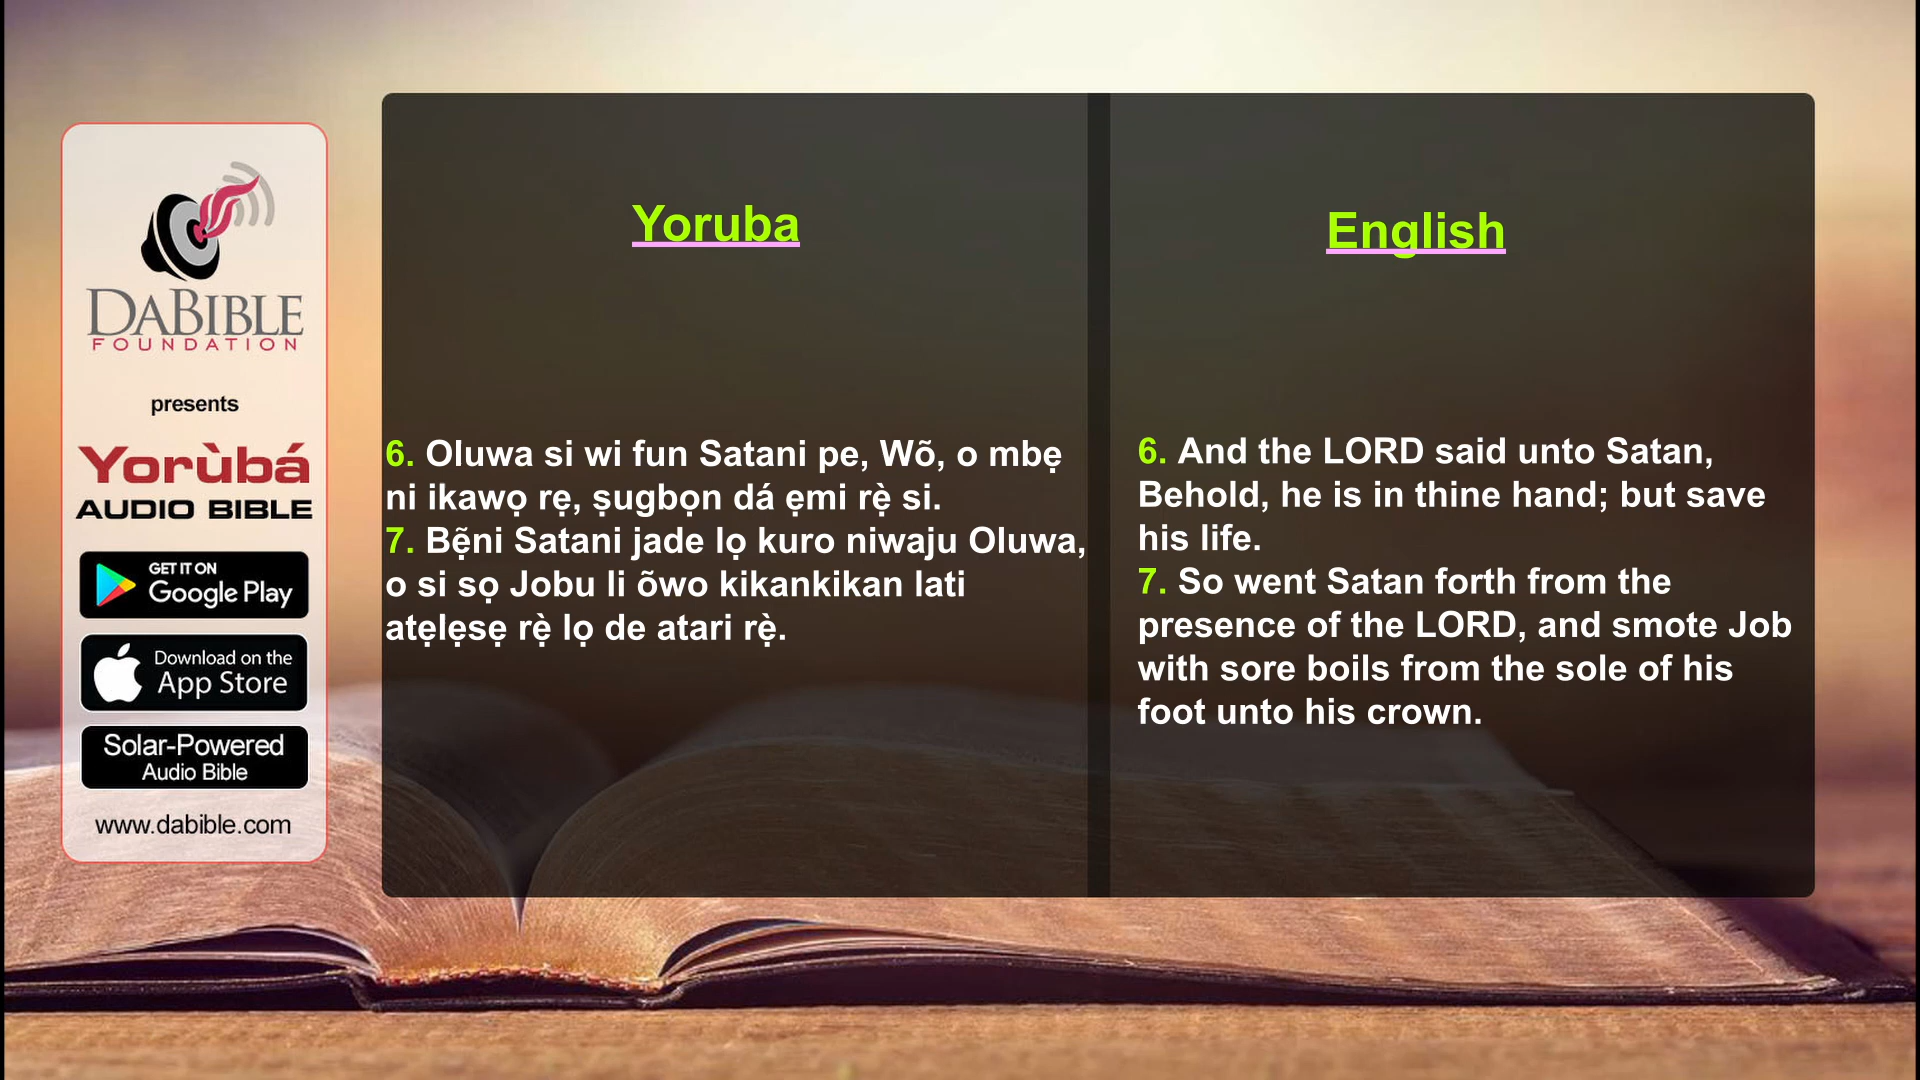 DABIBLE
FOUNDATION
presents
Yorùbá
AUDIO BIBLE
GET IT ON
Google Play
Download on the
App Store
Solar-Powered
Audio Bible
www.dabible.com
Yoruba
6. Oluwa si wi fun Satani pe, Wõ, o mbẹ
ni ikawọ rẹ, ṣugbọn dá ẹmi rẹ̀ si.
7. Bẹ̃ni Satani jade lọ kuro niwaju Oluwa,
o si sọ Jobu li õwo kikankikan lati
atẹlẹsẹ rẹ̀ lọ de atari rẹ̀.
English
6. And the LORD said unto Satan,
Behold, he is in thine hand; but save
his life.
7. So went Satan forth from the
presence of the LORD, and smote Job
with sore boils from the sole of his
foot unto his crown.